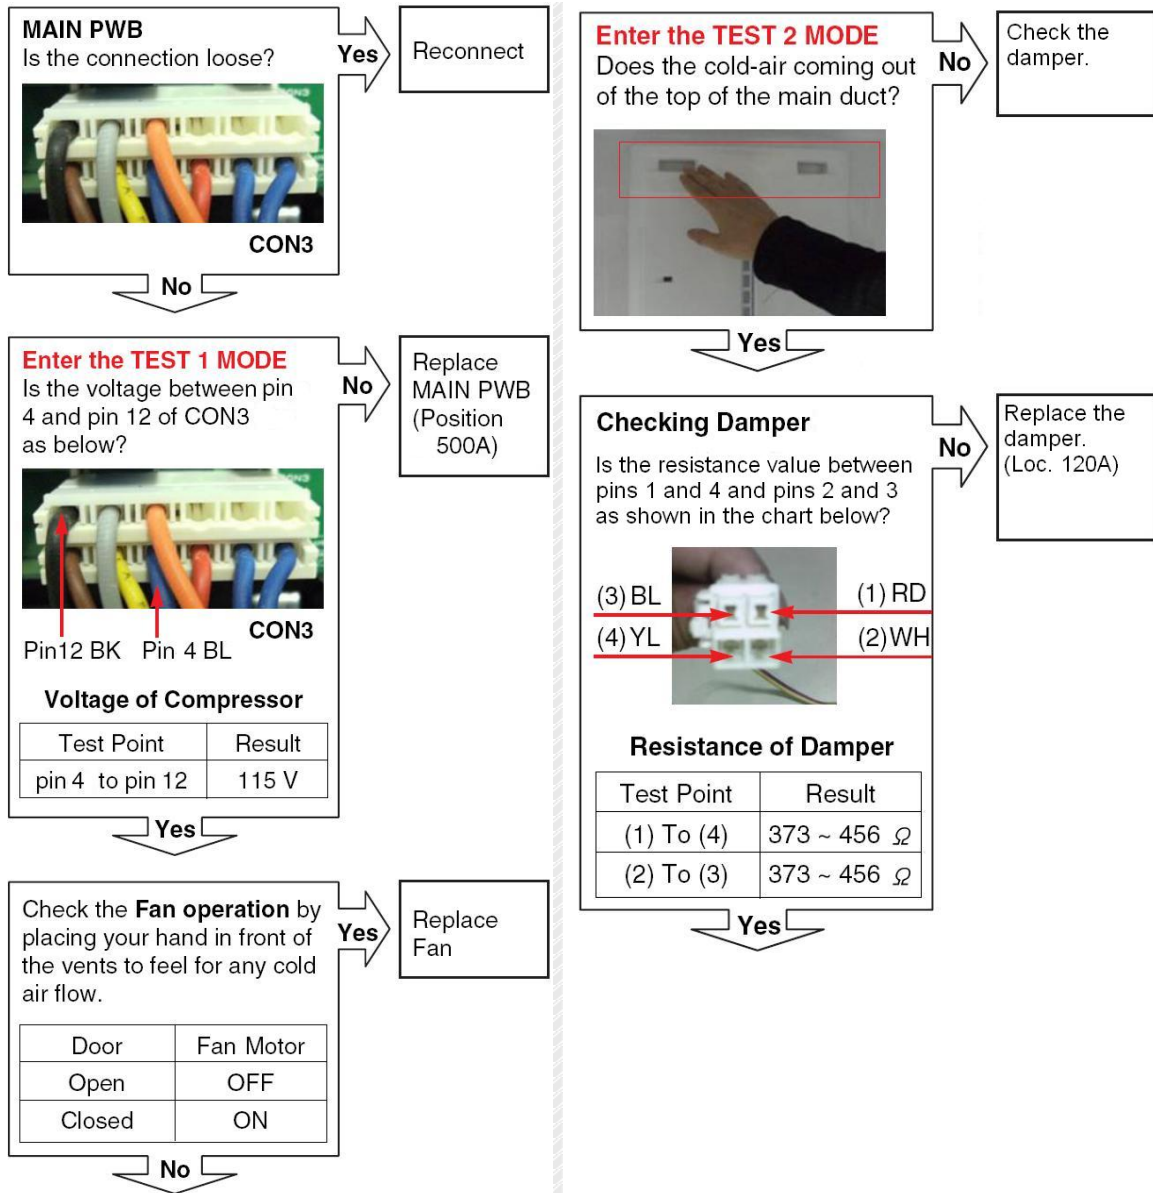 MAIN PWB
Is the connection loose?
Yes
Reconnect
CON3
No
Enter the TEST 1 MODE
Is the voltage between pin
4 and pin 12 of CON3
as below?
No
Replace
MAIN PWB
(Position
500A)
CON3
Pin12 BK
Pin 4 BL
Voltage of Compressor
Test Point
Result
pin 4 to pin 12
115 V
Yes
Check the Fan operation by
placing your hand in front of
the vents to feel for any cold
air flow.
Yes
Replace
Fan
Door
Fan Motor
Open
OFF
Closed
ON
No
Enter the TEST 2 MODE
Does the cold-air coming out
of the top of the main duct?
No
Check the
damper.
Yes
Checking Damper
Is the resistance value between
pins 1 and 4 and pins 2 and 3
as shown in the chart below?
No
Replace the
damper.
(Loc. 120A)
(3) BL
(1) RD
(4) YL
(2) WH
Resistance of Damper
Test Point
Result
(1) To (4)
373 ~ 456 Ω
(2) To (3)
373 ~ 456 Ω
Yes